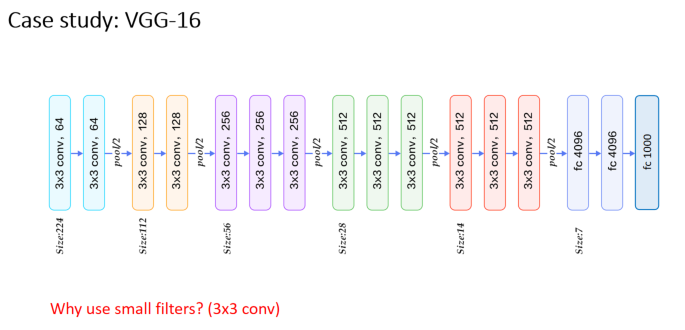 Case study: VGG-16
3x3 conv, 64
3x3 conv, 64
pool/2
3x3 conv, 128
3x3 conv, 128
pool/2
3x3 conv, 256
3x3 conv, 256
3x3 conv, 256
pool/2
3x3 conv, 512
3x3 conv, 512
3x3 conv, 512
pool/2
3x3 conv, 512
3x3 conv, 512
3x3 conv, 512
pool/2
fc 4096
fc 4096
fc 1000
Size:224
Size:112
Size:56
Size:28
Size:14
Size:7
Why use small filters? (3x3 conv)